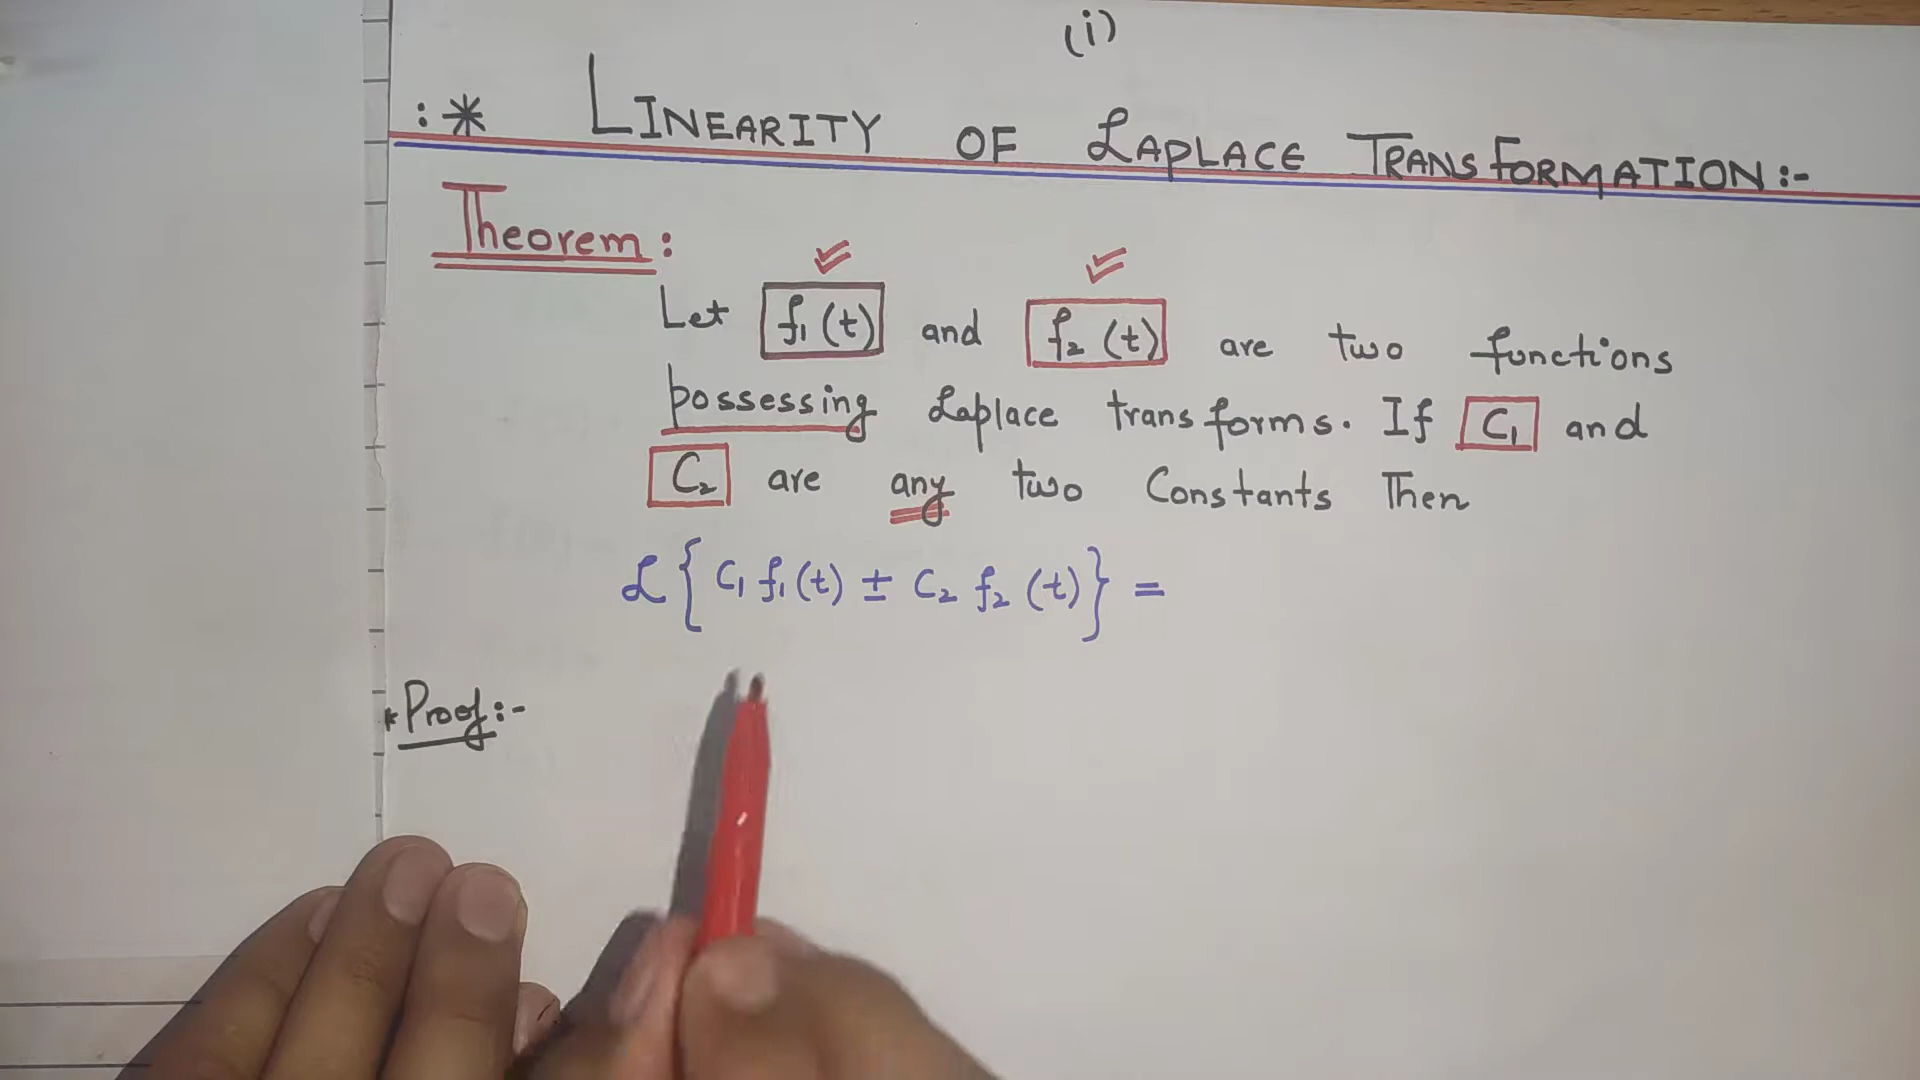 (i)
:* LINEARITY OF LAPLACE TRANSFORMATION:-
Theorem:
Let f₁(t) and f₂(t) are two functions
possessing Laplace transforms. If C₁ and
C₂ are any two Constants Then
ℒ{C₁ f₁(t) ± C₂ f₂(t)} =
*Proof:-